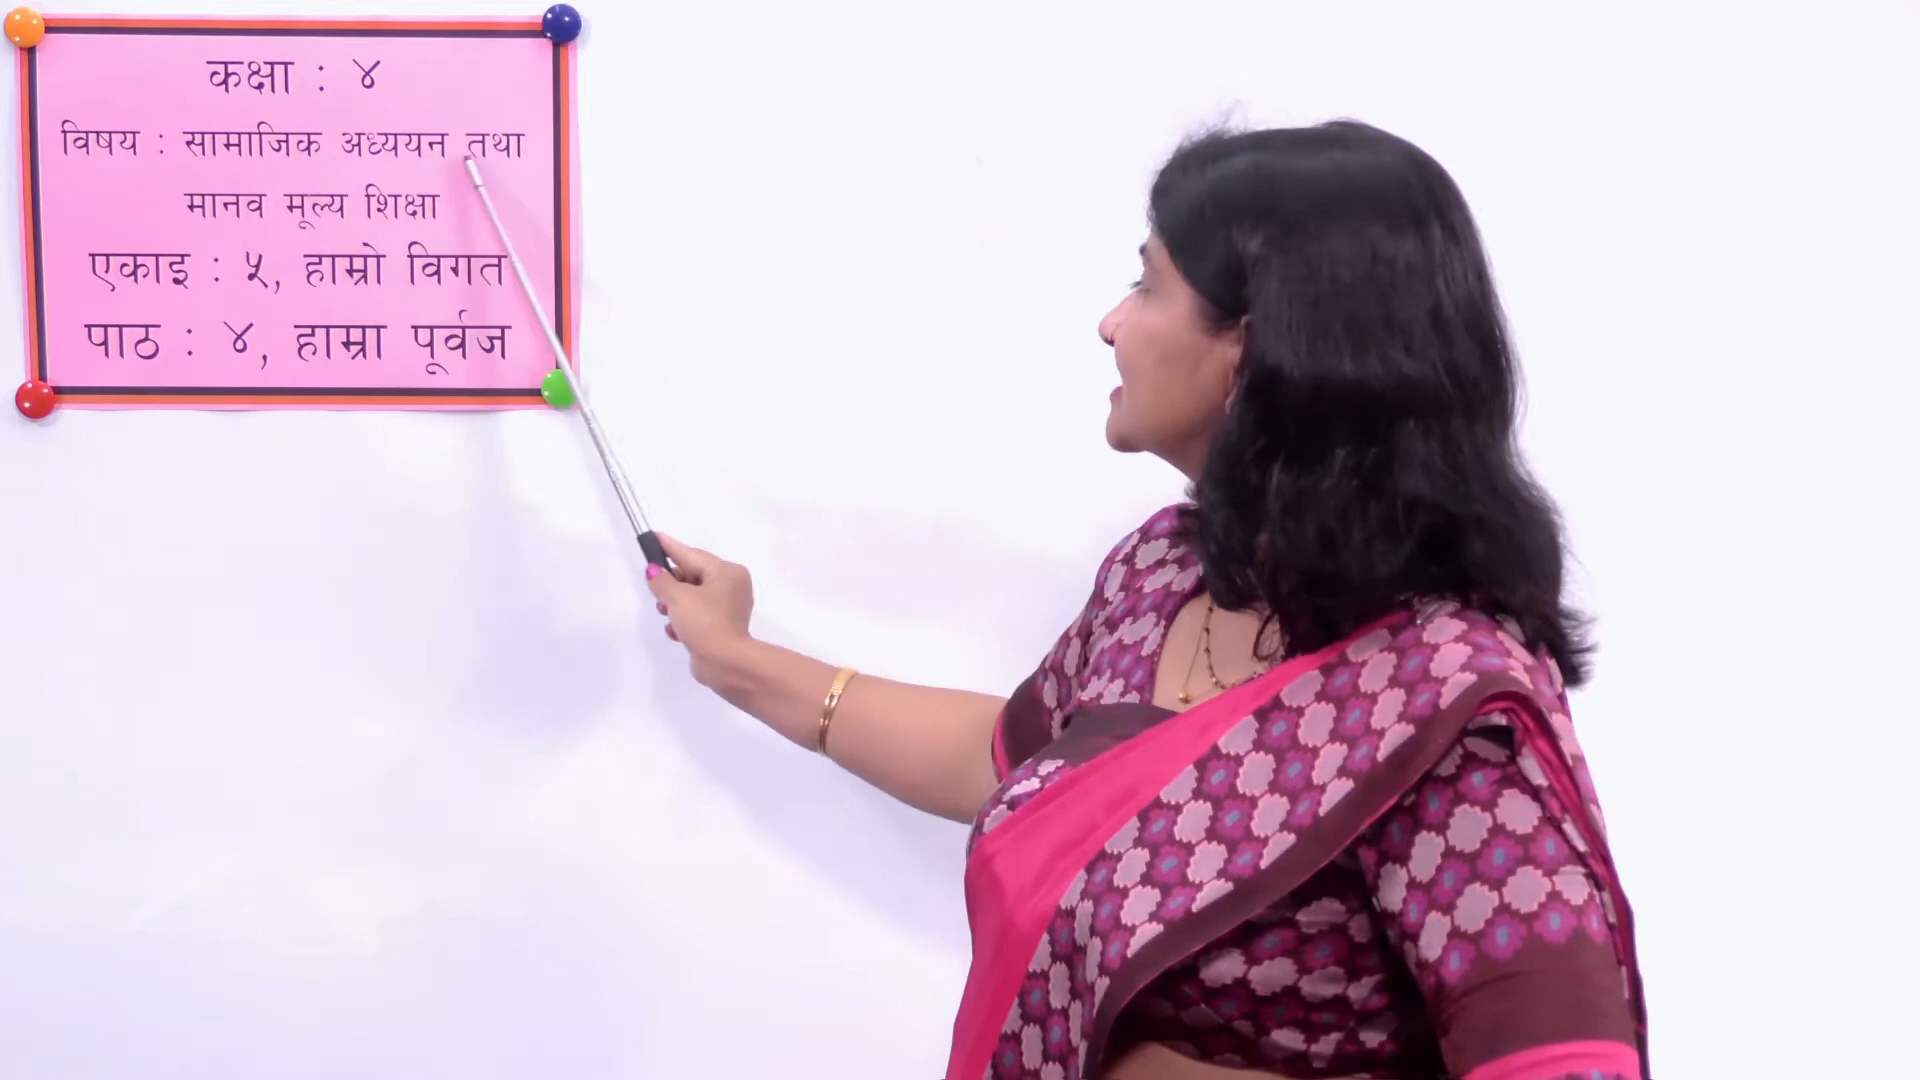 कक्षा : ४
विषय : सामाजिक अध्ययन तथा
मानव मूल्य शिक्षा
एकाइ : ५, हाम्रो विगत
पाठ : ४, हाम्रा पूर्वज